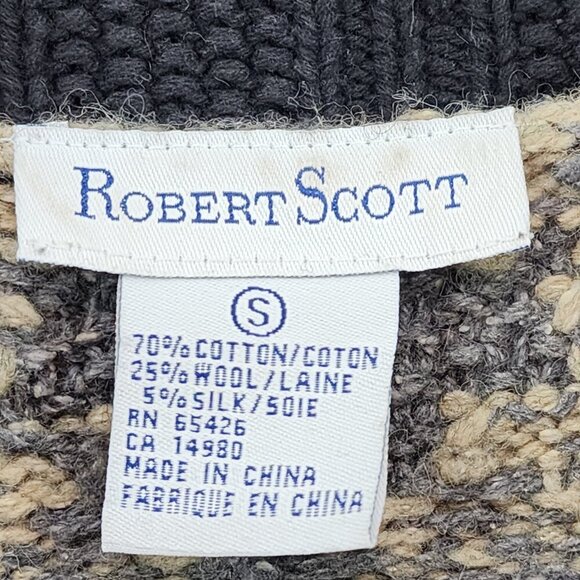 ROBERT SCOTT
S
70% COTTON/COTON
25% WOOL/LAINE
5% SILK/SOIE
RN 65426
CA 14980
MADE IN CHINA
FABRIQUE EN CHINA